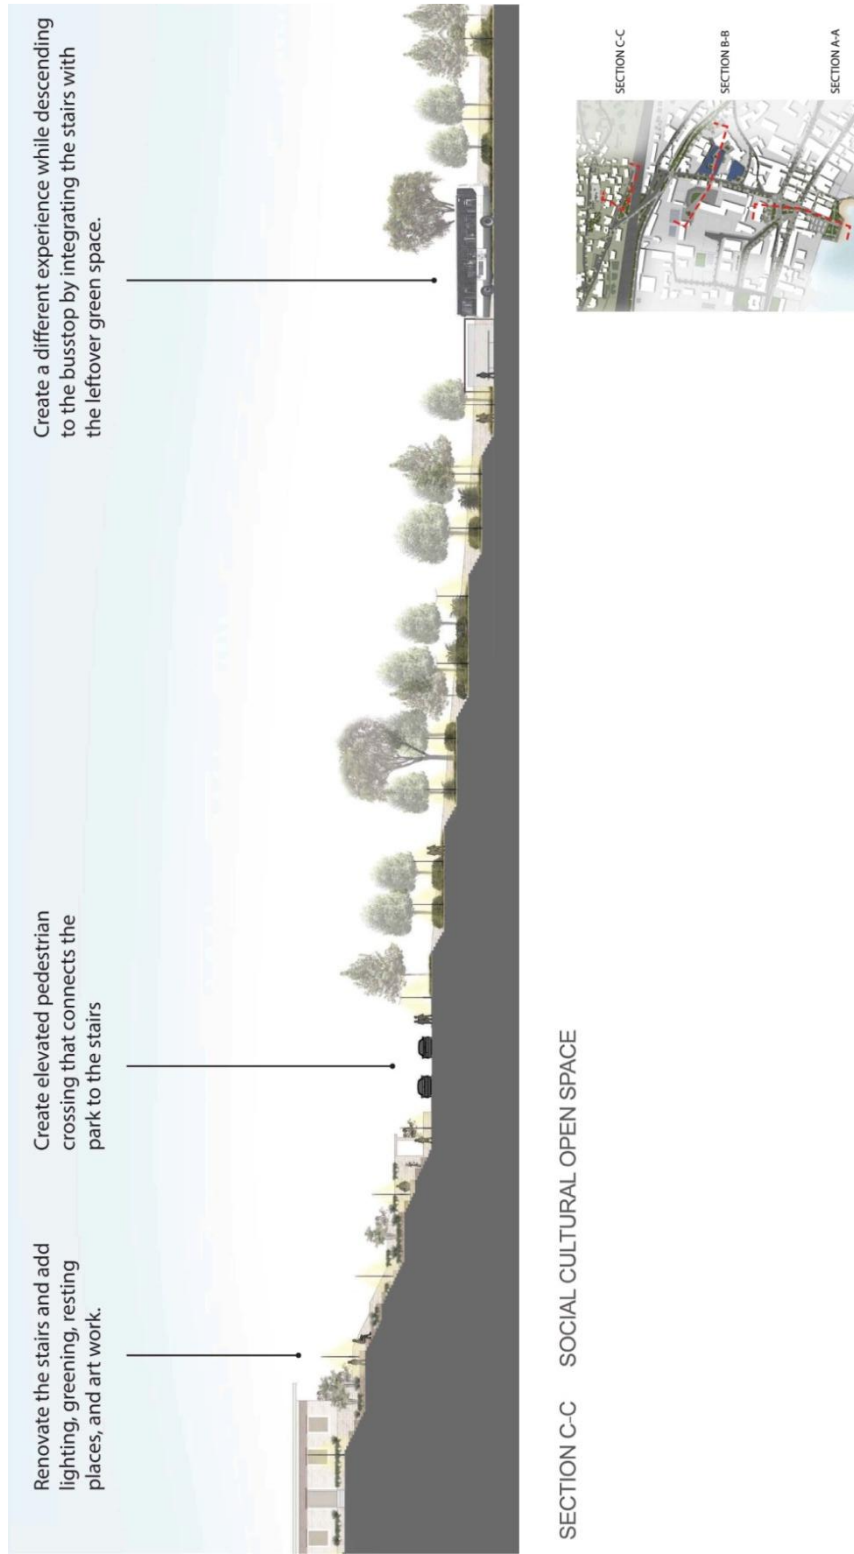 Renovate the stairs and add
lighting, greening, resting
places, and art work.
Create elevated pedestrian
crossing that connects the
park to the stairs
Create a different experience while descending
to the busstop by integrating the stairs with
the leftover green space.
SECTION C-C SOCIAL CULTURAL OPEN SPACE
SECTION C-C
SECTION B-B
SECTION A-A